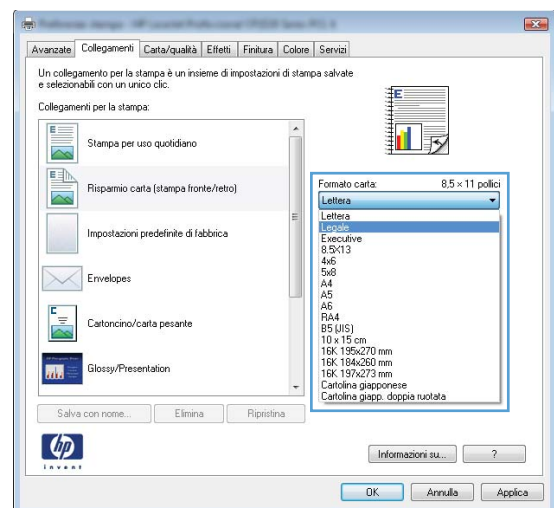 Avanzate Collegamenti Carta/qualità Effetti Finitura Colore Servizi
Un collegamento per la stampa è un insieme di impostazioni di stampa salvate
e selezionabili con un unico clic.
Collegamenti per la stampa:
Stampa per uso quotidiano
Risparmio carta (stampa fronte/retro)
Impostazioni predefinite di fabbrica
Envelopes
Cartoncino/carta pesante
Glossy/Presentation
Salva con nome... Elimina Ripristina
E
Formato carta: 8,5 × 11 pollici
Lettera
Lettera
Legale
Executive
8.5X13
4x6
5x8
A4
A5
A6
RA4
B5 (JIS)
10 x 15 cm
16K 195x270 mm
16K 184x260 mm
16K 197x273 mm
Cartolina giapponese
Cartolina giapp. doppia ruotata
hp
invent
Informazioni su... ?
OK Annulla Applica